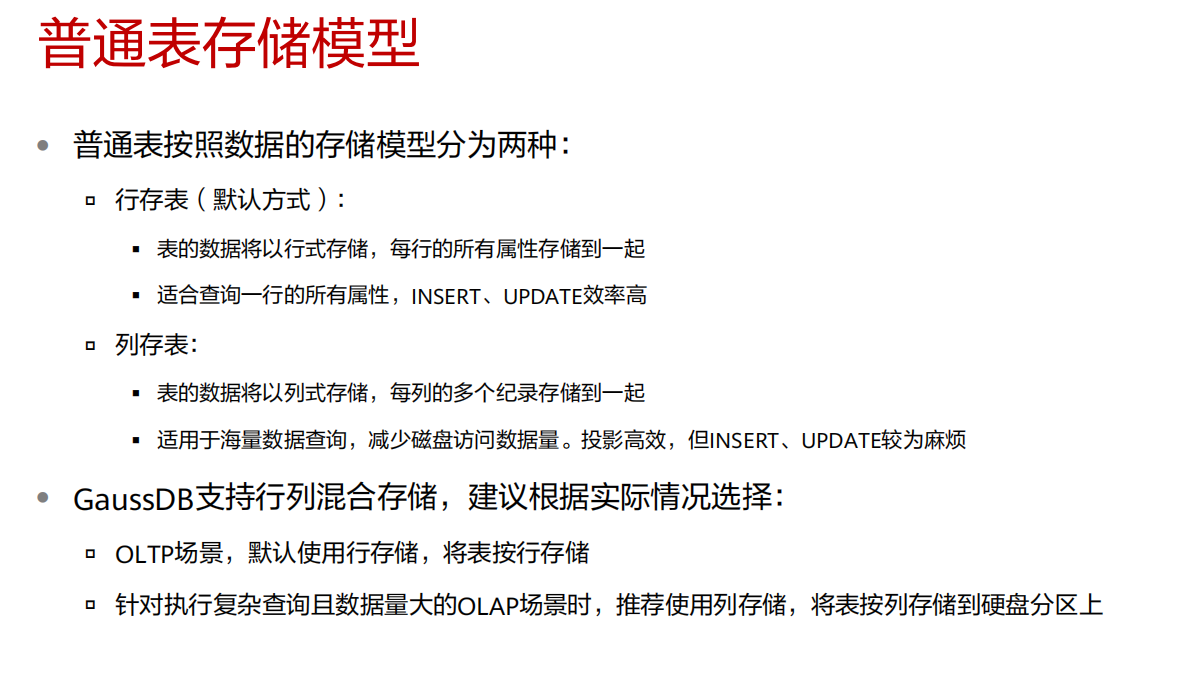 普通表存储模型
普通表按照数据的存储模型分为两种：
行存表（默认方式）：
表的数据将以行式存储，每行的所有属性存储到一起
适合查询一行的所有属性，INSERT、UPDATE效率高
列存表：
表的数据将以列式存储，每列的多个纪录存储到一起
适用于海量数据查询，减少磁盘访问数据量。投影高效，但INSERT、UPDATE较为麻烦
GaussDB支持行列混合存储，建议根据实际情况选择：
OLTP场景，默认使用行存储，将表按行存储
针对执行复杂查询且数据量大的OLAP场景时，推荐使用列存储，将表按列存储到硬盘分区上